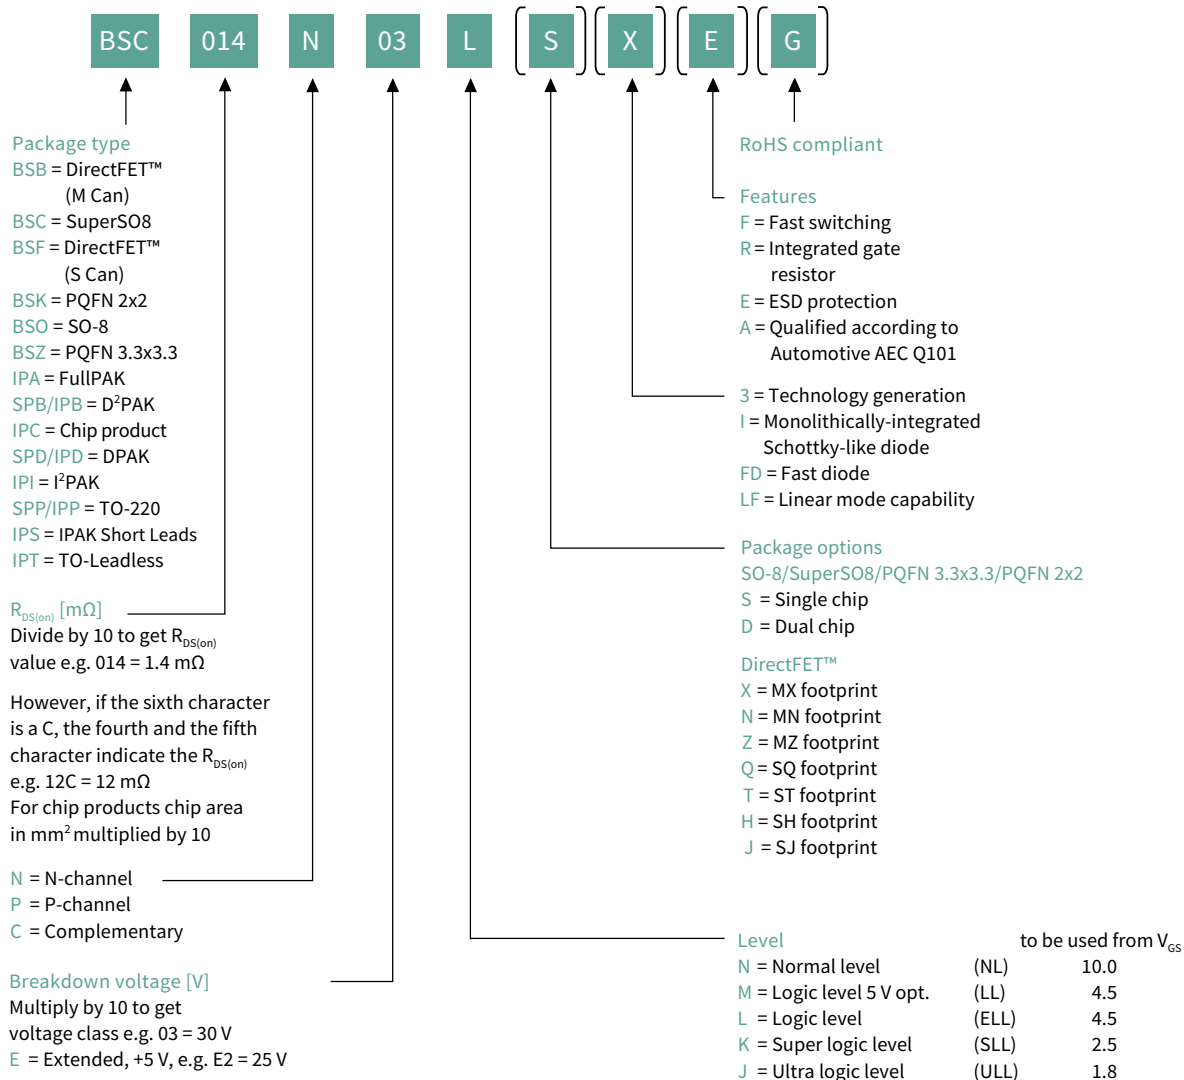 BSC 014 N 03 L S X E G
Package type
BSB = DirectFET™
(M Can)
BSC = SuperSO8
BSF = DirectFET™
(S Can)
BSK = PQFN 2x2
BSO = SO-8
BSZ = PQFN 3.3x3.3
IPA = FullPAK
SPB/IPB = D²PAK
IPC = Chip product
SPD/IPD = DPAK
IPI = I²PAK
SPP/IPP = TO-220
IPS = IPAK Short Leads
IPT = TO-Leadless
RDS(on) [mΩ]
Divide by 10 to get RDS(on)
value e.g. 014 = 1.4 mΩ
However, if the sixth character
is a C, the fourth and the fifth
character indicate the RDS(on)
e.g. 12C = 12 mΩ
For chip products chip area
in mm² multiplied by 10
N = N-channel
P = P-channel
C = Complementary
Breakdown voltage [V]
Multiply by 10 to get
voltage class e.g. 03 = 30 V
E = Extended, +5 V, e.g. E2 = 25 V
RoHS compliant
Features
F = Fast switching
R = Integrated gate
resistor
E = ESD protection
A = Qualified according to
Automotive AEC Q101
3 = Technology generation
I = Monolithically-integrated
Schottky-like diode
FD = Fast diode
LF = Linear mode capability
Package options
SO-8/SuperSO8/PQFN 3.3x3.3/PQFN 2x2
S = Single chip
D = Dual chip
DirectFET™
X = MX footprint
N = MN footprint
Z = MZ footprint
Q = SQ footprint
T = ST footprint
H = SH footprint
J = SJ footprint
Level to be used from VGS
N = Normal level (NL) 10.0
M = Logic level 5 V opt. (LL) 4.5
L = Logic level (ELL) 4.5
K = Super logic level (SLL) 2.5
J = Ultra logic level (ULL) 1.8